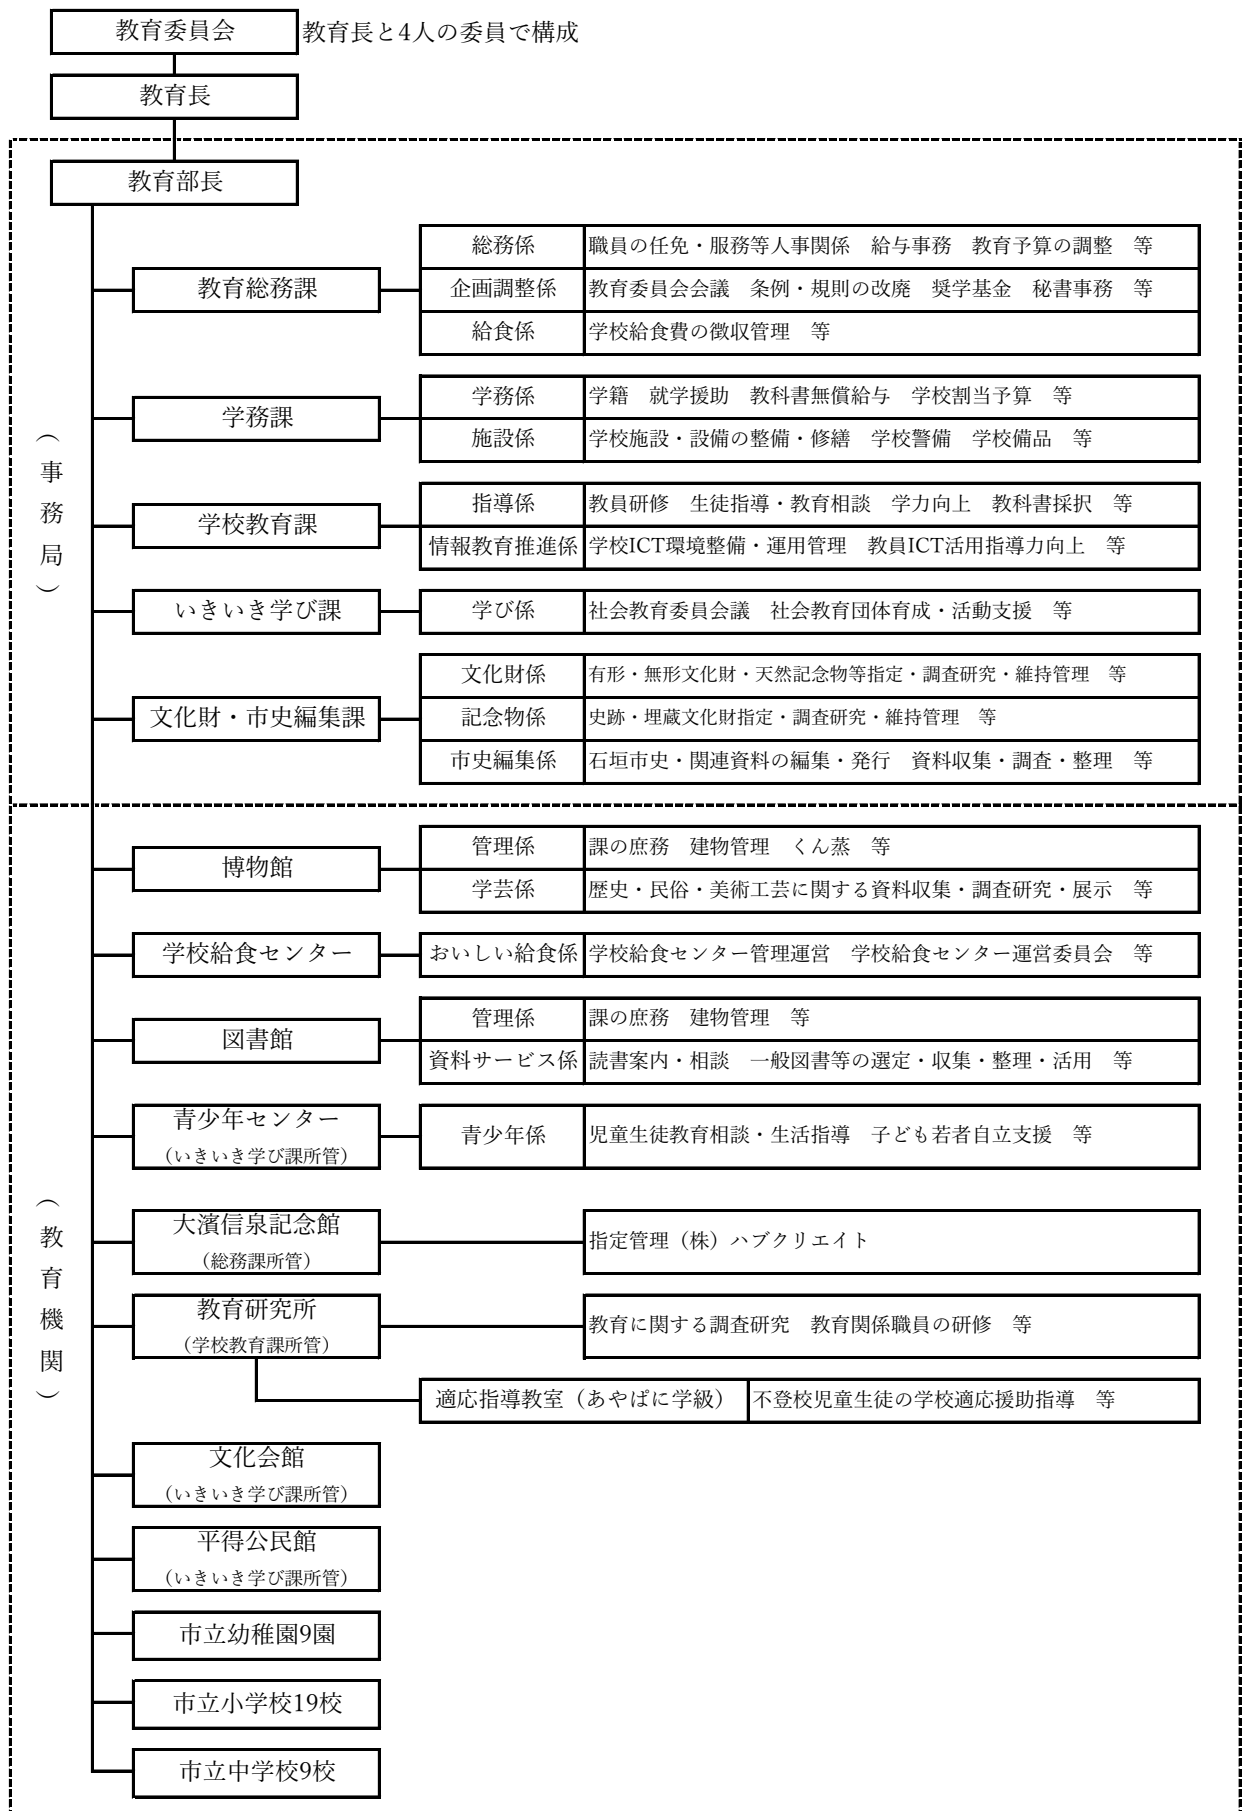 教育委員会 教育長と4人の委員で構成
教育長
教育部長
(事務局)
教育総務課
総務係 職員の任免・服務等人事関係　給与事務　教育予算の調整　等
企画調整係 教育委員会会議　条例・規則の改廃　奨学基金　秘書事務　等
給食係 学校給食費の徴収管理　等
学務課
学務係 学籍　就学援助　教科書無償給与　学校割当予算　等
施設係 学校施設・設備の整備・修繕　学校警備　学校備品　等
学校教育課
指導係 教員研修　生徒指導・教育相談　学力向上　教科書採択　等
情報教育推進係 学校ICT環境整備・運用管理　教員ICT活用指導力向上　等
いきいき学び課
学び係 社会教育委員会議　社会教育団体育成・活動支援　等
文化財・市史編集課
文化財係 有形・無形文化財・天然記念物等指定・調査研究・維持管理　等
記念物係 史跡・埋蔵文化財指定・調査研究・維持管理　等
市史編集係 石垣市史・関連資料の編集・発行　資料収集・調査・整理　等
(教育機関)
博物館
管理係 課の庶務　建物管理　くん蒸　等
学芸係 歴史・民俗・美術工芸に関する資料収集・調査研究・展示　等
学校給食センター
おいしい給食係 学校給食センター管理運営　学校給食センター運営委員会　等
図書館
管理係 課の庶務　建物管理　等
資料サービス係 読書案内・相談　一般図書等の選定・収集・整理・活用　等
青少年センター
（いきいき学び課所管）
青少年係 児童生徒教育相談・生活指導　子ども若者自立支援　等
大濱信泉記念館
（総務課所管）
指定管理（株）ハブクリエイト
教育研究所
（学校教育課所管）
教育に関する調査研究　教育関係職員の研修　等
適応指導教室（あやぱに学級） 不登校児童生徒の学校適応援助指導　等
文化会館
（いきいき学び課所管）
平得公民館
（いきいき学び課所管）
市立幼稚園9園
市立小学校19校
市立中学校9校